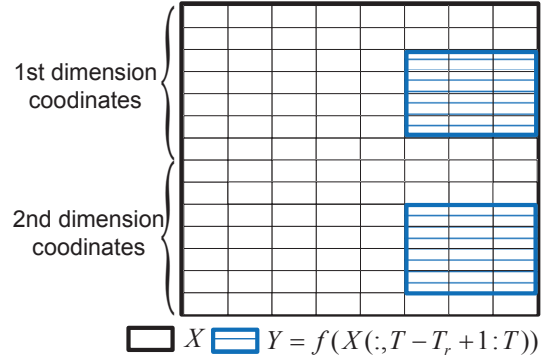 1st dimension
coodinates
2nd dimension
coodinates
X Y = f(X(:,T − T_r + 1:T))